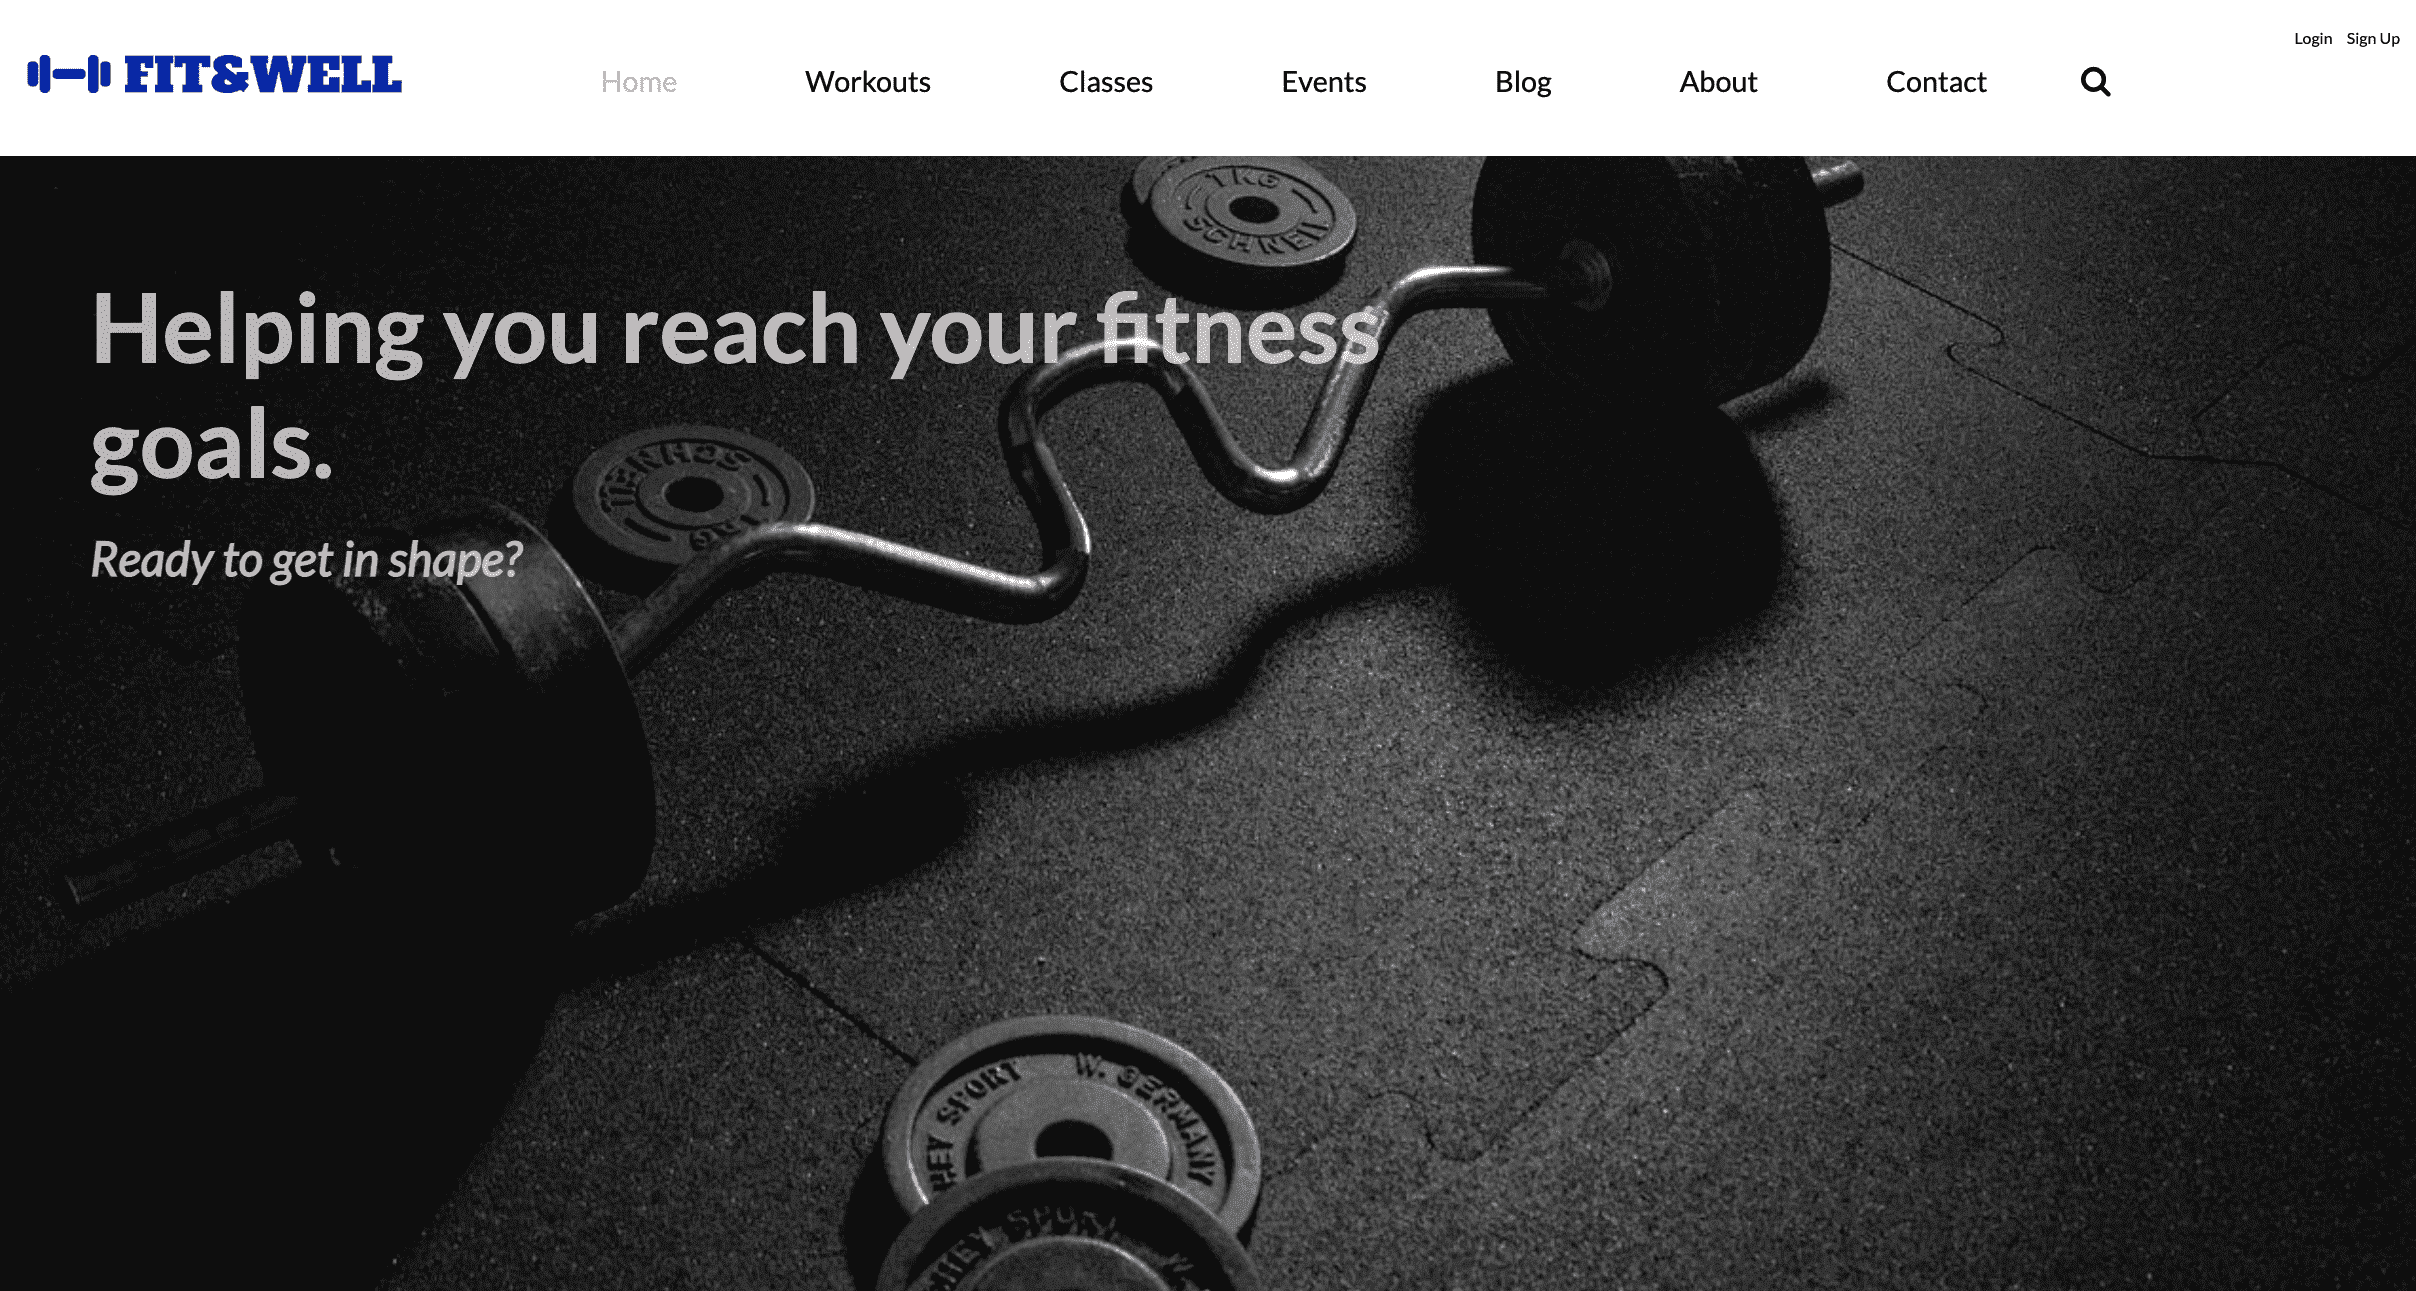 Login Sign Up
FIT&WELL
Home Workouts Classes Events Blog About Contact
1 KG
SCHNELL
Helping you reach your fitness
goals.
SCHNELL
1 KG
Ready to get in shape?
SPORT W. GERMANY
SPORT W.